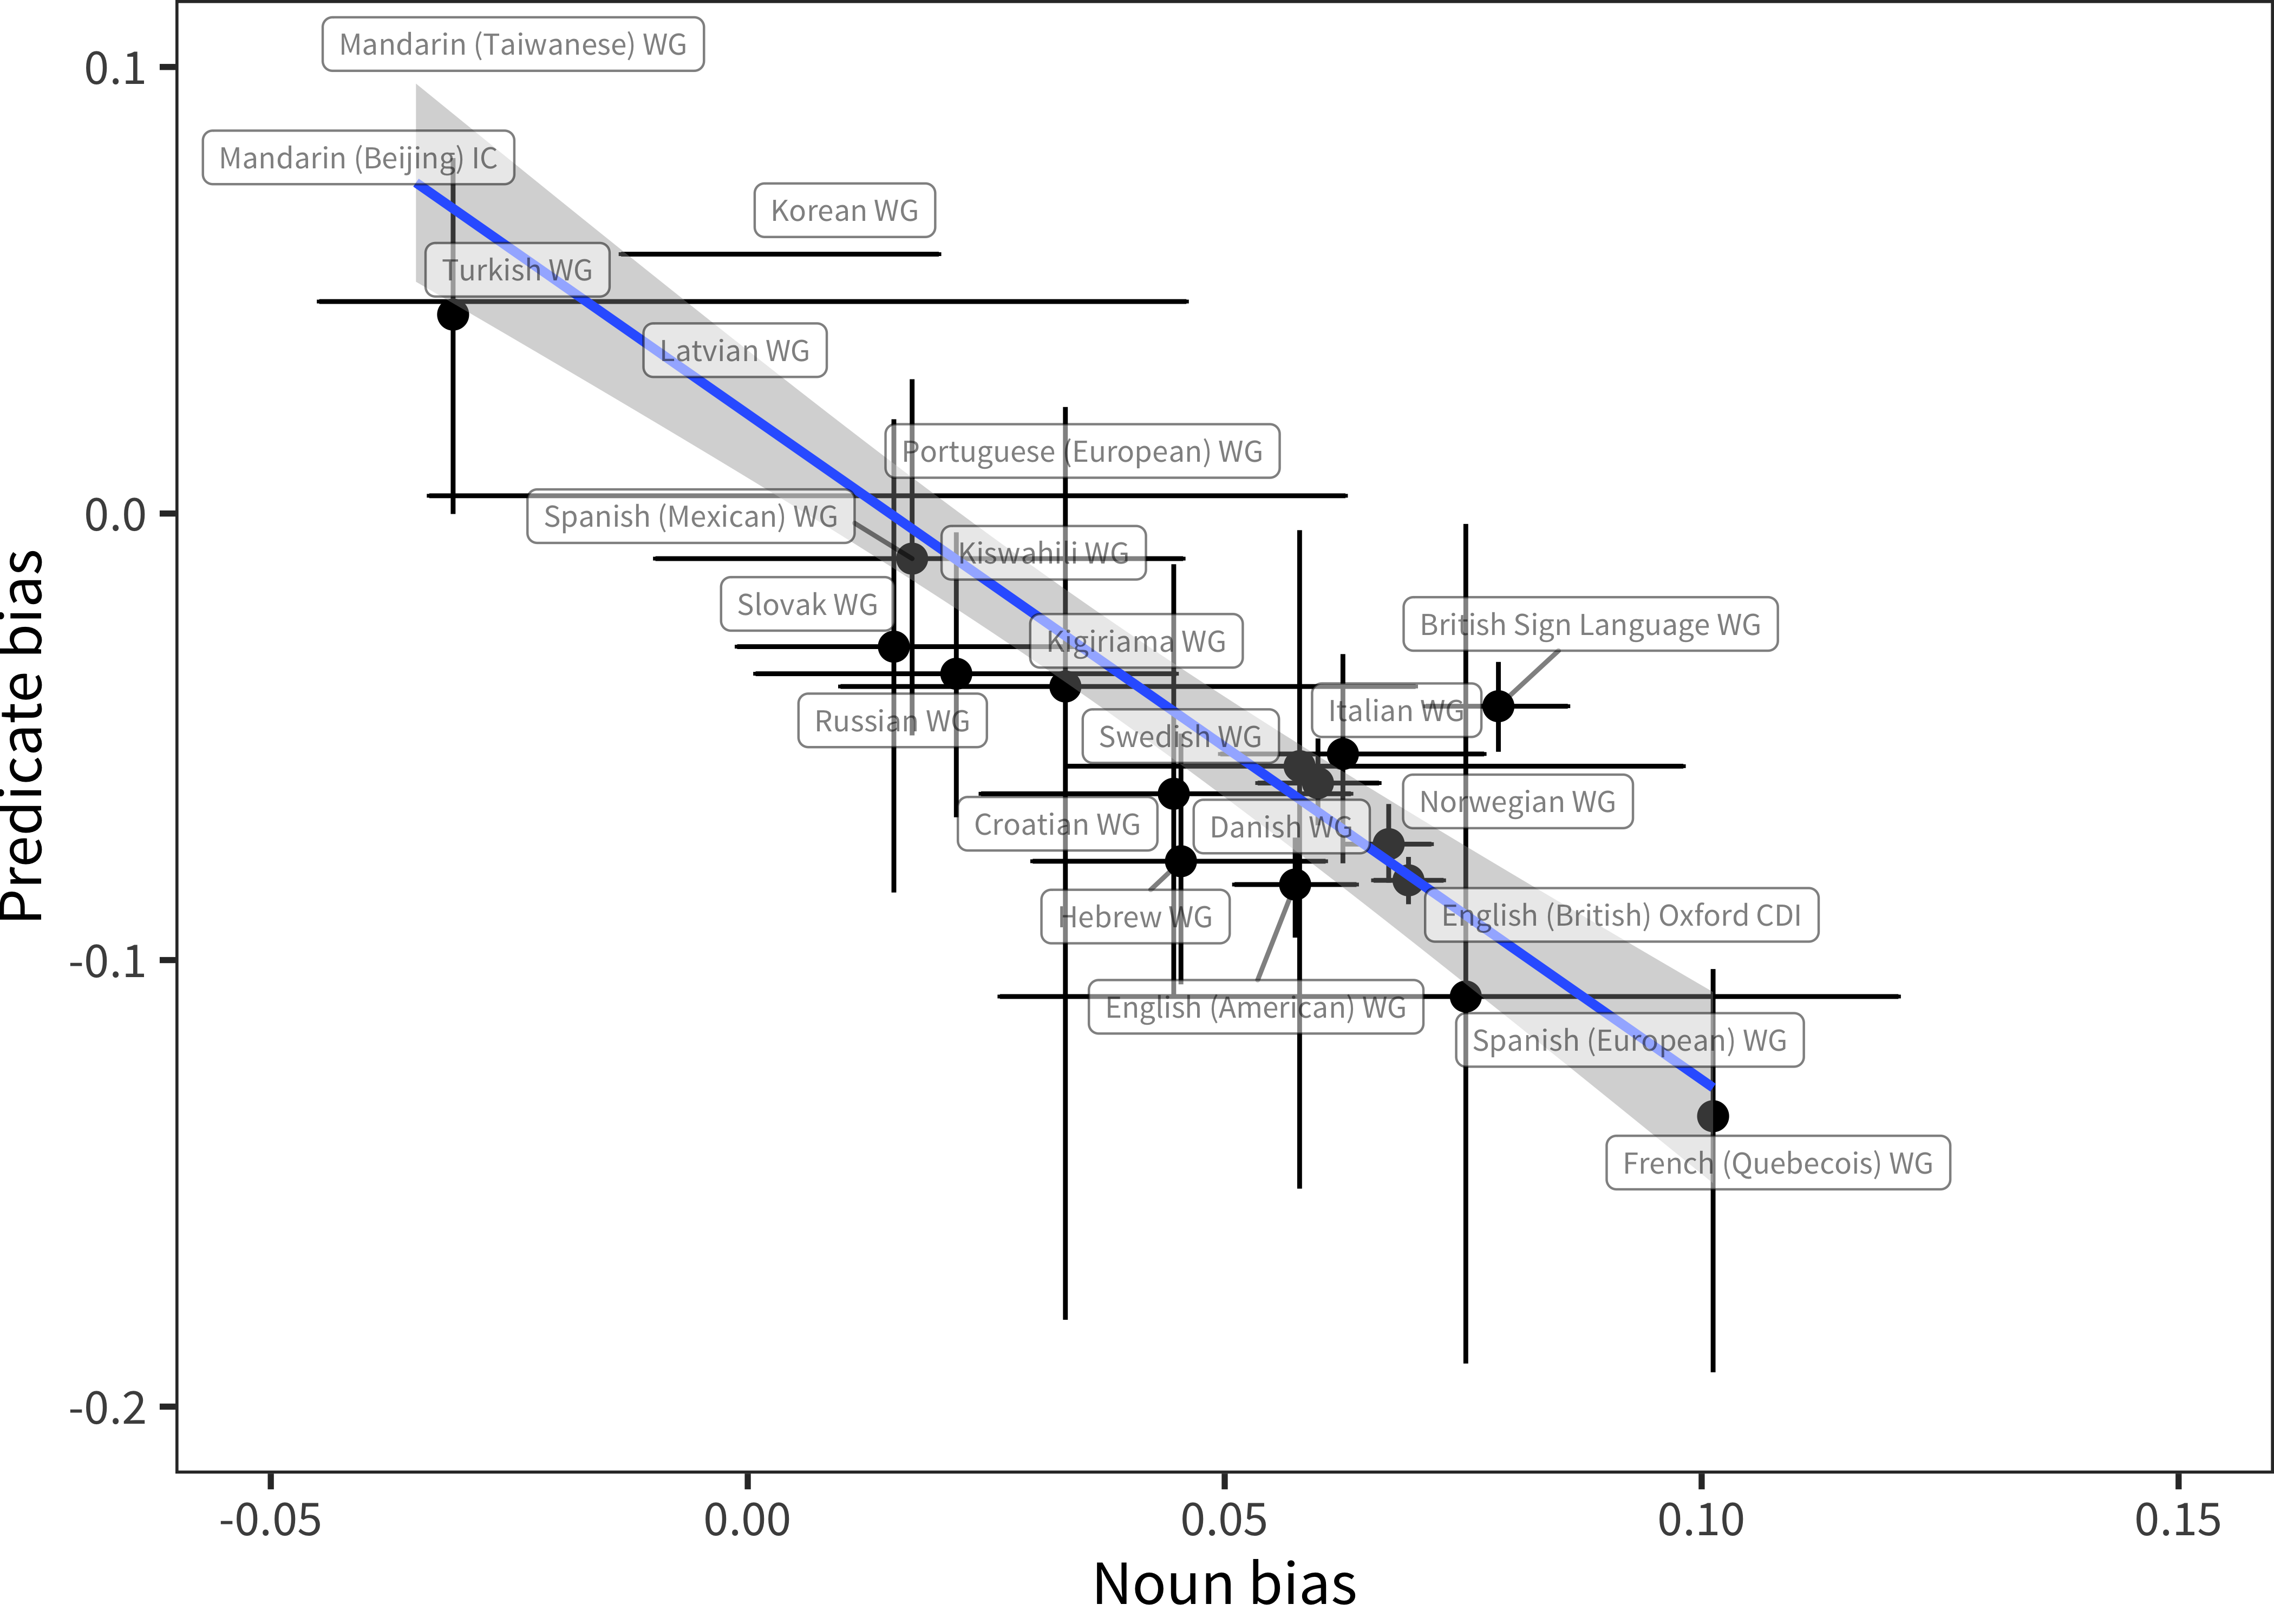 Mandarin (Taiwanese) WG
0.1
Mandarin (Beijing) IC
Korean WG
Turkish WG
Latvian WG
Portuguese (European) WG
0.0
Spanish (Mexican) WG
Kiswahili WG
Slovak WG
British Sign Language WG
Kigiriama WG
Russian WG
Italian WG
Swedish WG
Predicate bias
Norwegian WG
Croatian WG
Danish WG
Hebrew WG
English (British) Oxford CDI
-0.1
English (American) WG
Spanish (European) WG
French (Quebecois) WG
-0.2
-0.05
0.00
0.05
0.10
0.15
Noun bias